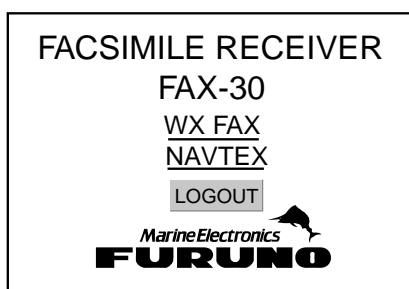 FACSIMILE RECEIVER
FAX-30
WX FAX
NAVTEX
LOGOUT
Marine Electronics
FURUNO